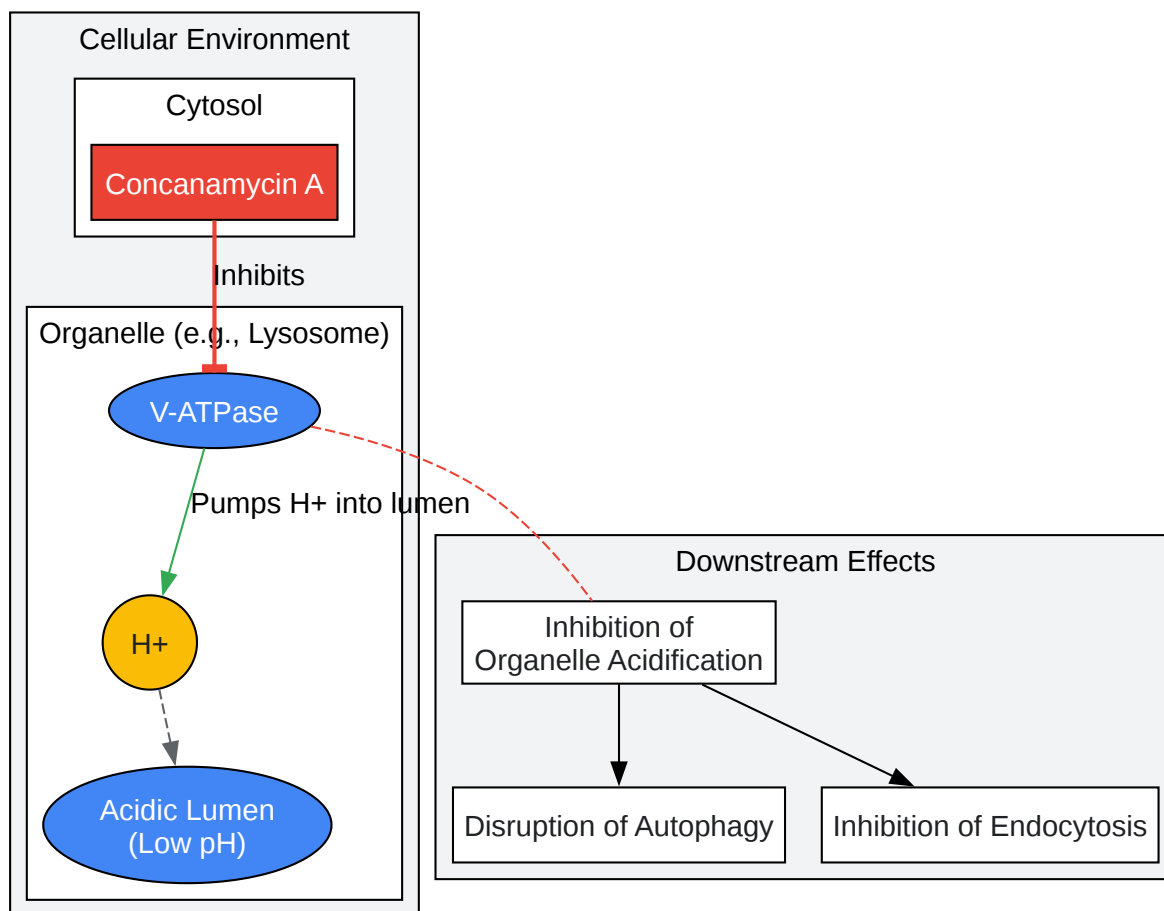 Cellular Environment
Cytosol
Concanamycin A
Inhibits
Organelle (e.g., Lysosome)
V-ATPase
Pumps H+ into lumen
H+
Acidic Lumen
(Low pH)
Downstream Effects
Inhibition of
Organelle Acidification
Disruption of Autophagy
Inhibition of Endocytosis